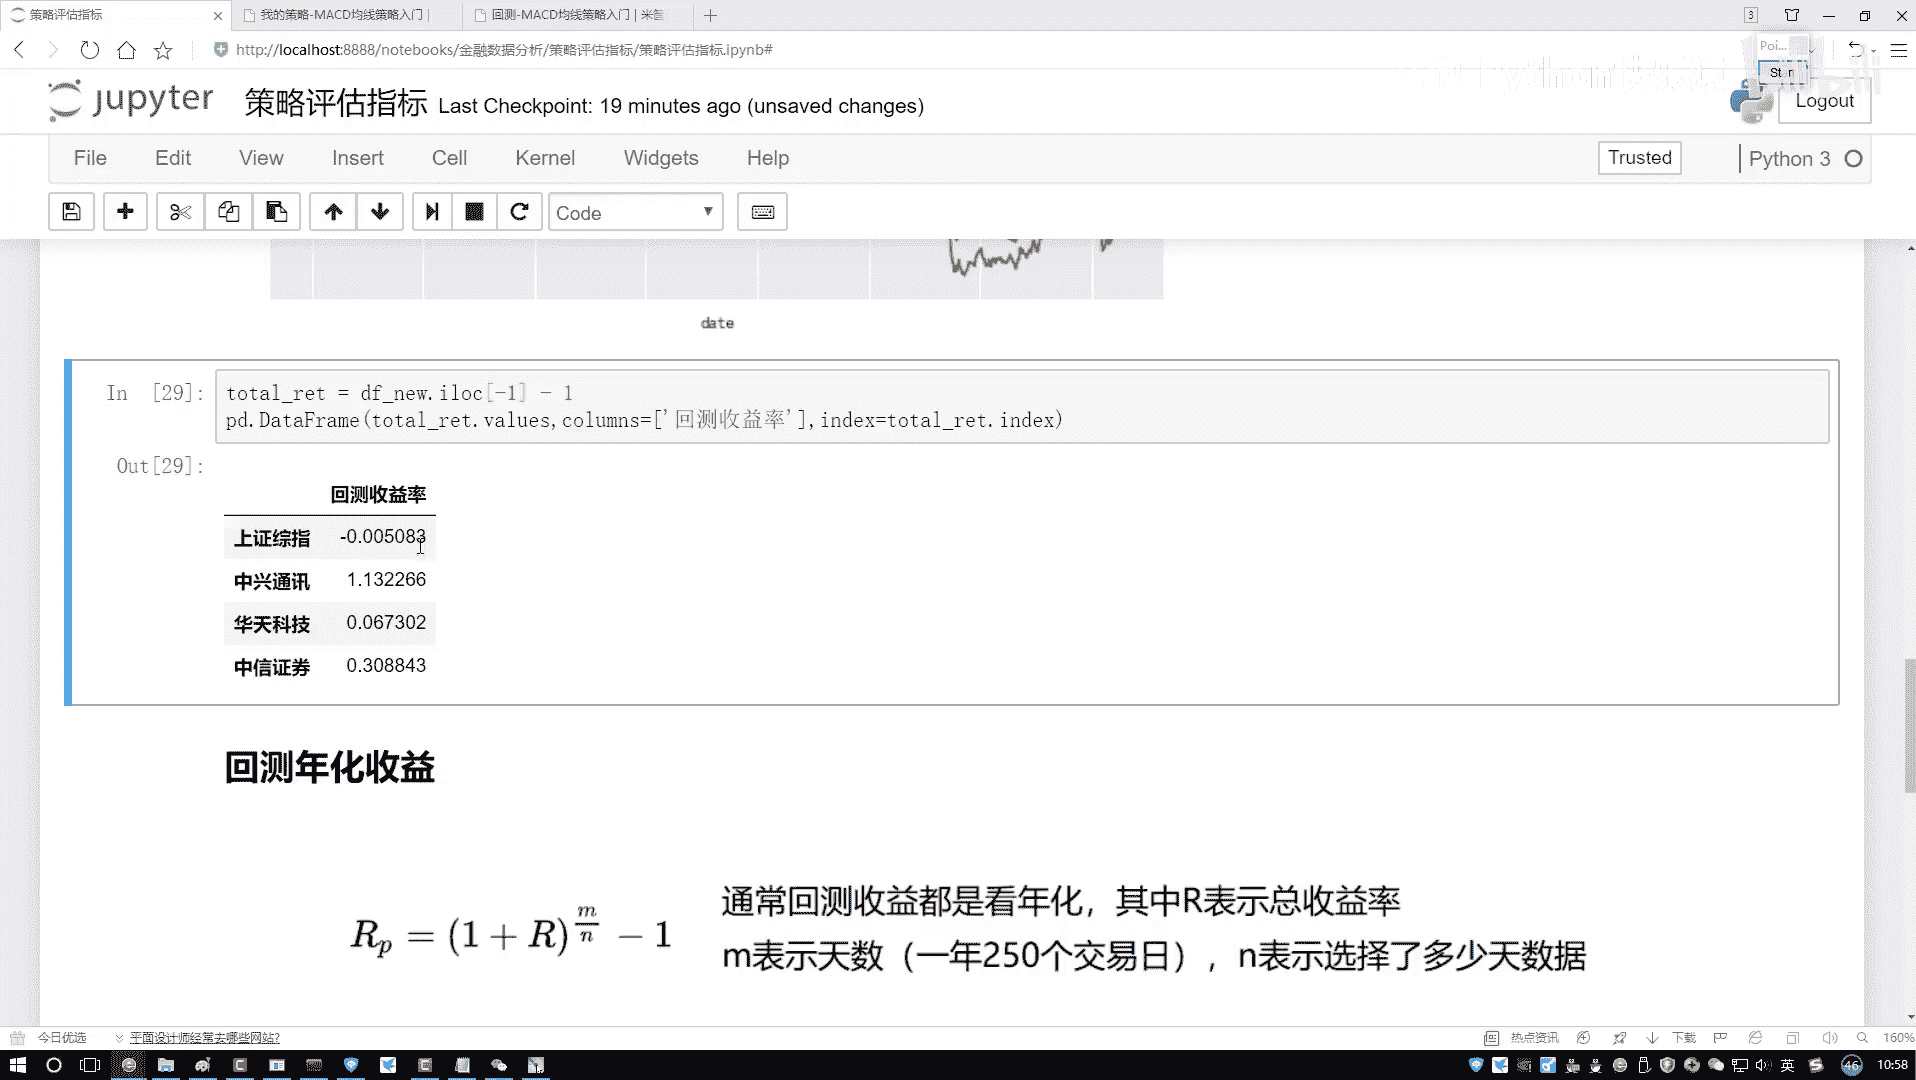 策略评估指标
我的策略-MACD均线策略入门 |
回测-MACD均线策略入门 | 米筐
3
http://localhost:8888/notebooks/金融数据分析/策略评估指标/策略评估指标.ipynb#
Poi...
Start
jupyter 策略评估指标 Last Checkpoint: 19 minutes ago (unsaved changes)
Logout
File Edit View Insert Cell Kernel Widgets Help
Trusted
Python 3
Code
date
In [29]:
total_ret = df_new.iloc[-1] - 1
pd.DataFrame(total_ret.values,columns=['回测收益率'],index=total_ret.index)
Out[29]:
回测收益率
上证综指 -0.005083
中兴通讯 1.132266
华天科技 0.067302
中信证券 0.308843
回测年化收益
R_p = (1 + R)^{m/n} − 1
通常回测收益都是看年化，其中R表示总收益率
m表示天数（一年250个交易日），n表示选择了多少天数据
今日优选
平面设计师经常去哪些网站?
热点资讯
下载
160%
英
46
10:58